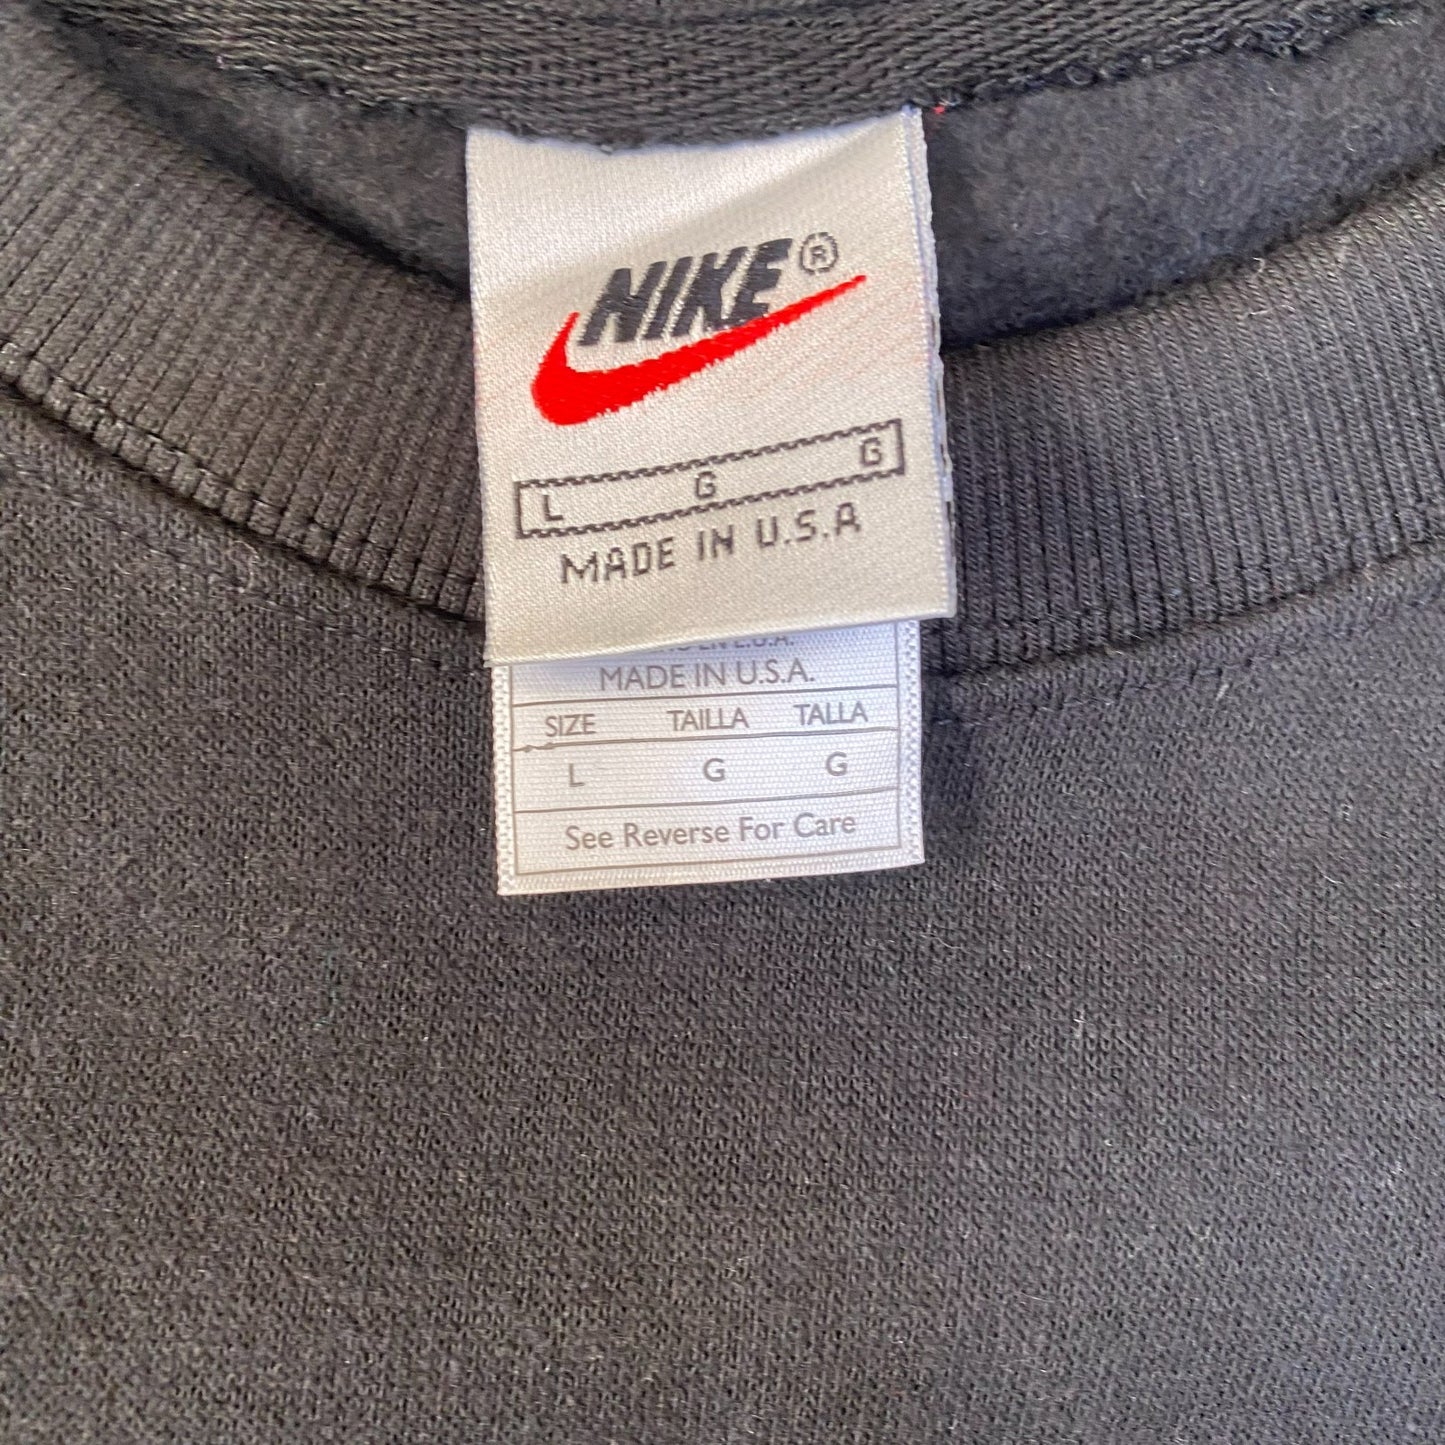 NIKE®
L G G
MADE IN U.S.A
MADE IN U.S.A.
SIZE TAILLA TALLA
L G G
See Reverse For Care